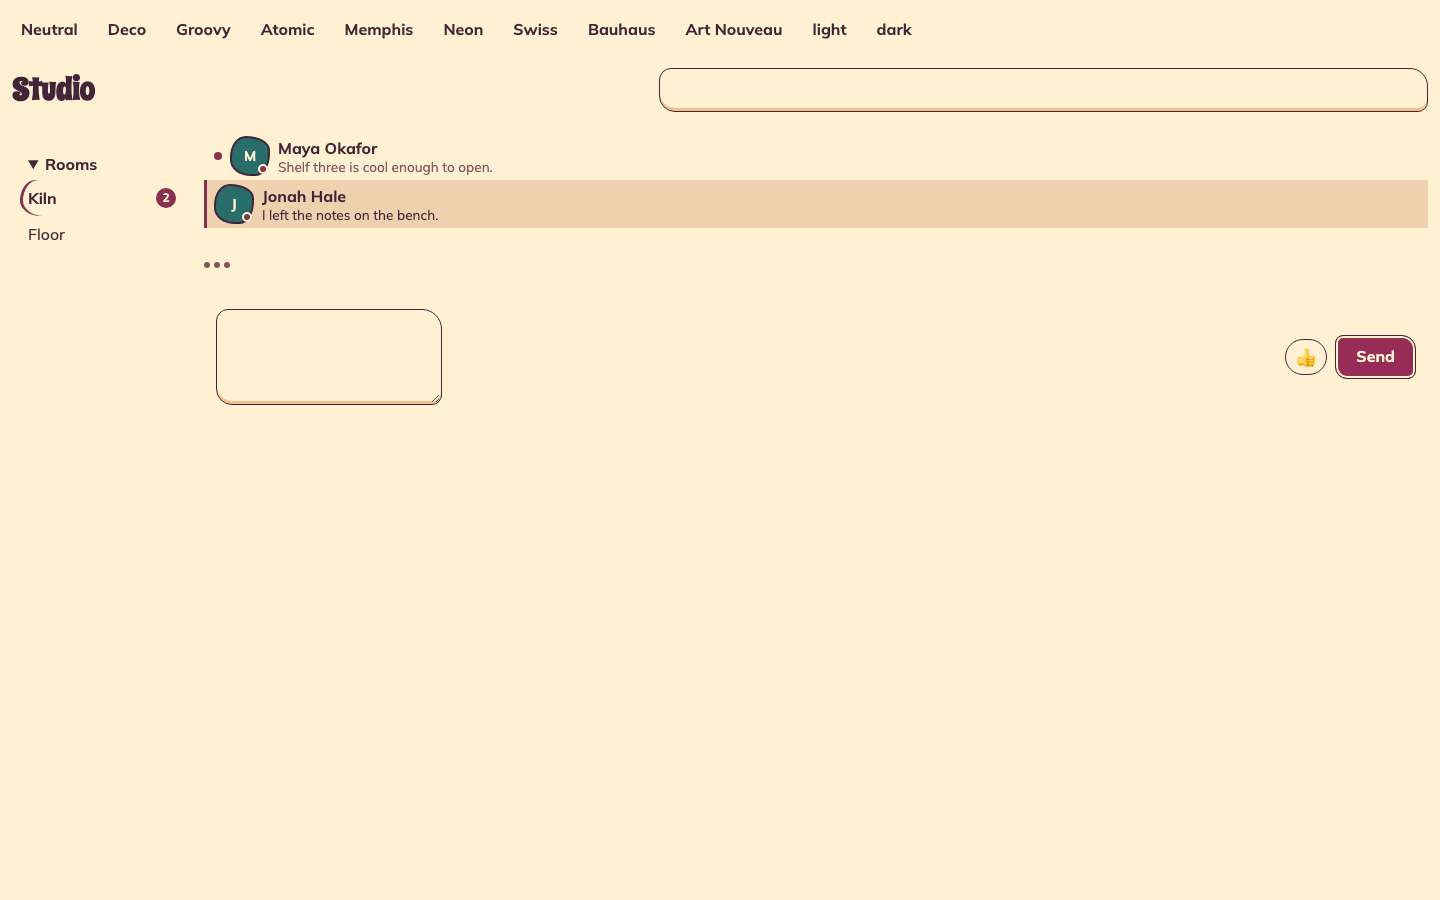 Neutral Deco Groovy Atomic Memphis Neon Swiss Bauhaus Art Nouveau light dark
Studio
Rooms
Kiln 2
Floor
M Maya Okafor
Shelf three is cool enough to open.
J Jonah Hale
I left the notes on the bench.
Send